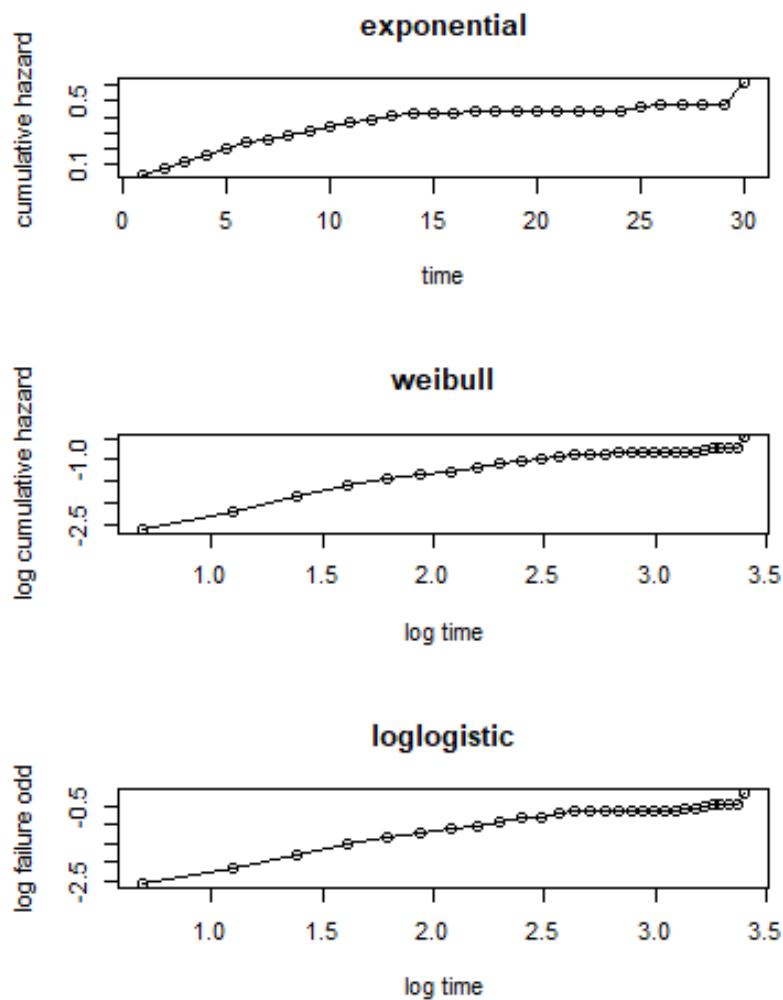 exponential
cumulative hazard
0.5
0.1
0 5 10 15 20 25 30
time
weibull
log cumulative hazard
-1.0
-2.5
1.0 1.5 2.0 2.5 3.0 3.5
log time
loglogistic
log failure odd
-0.5
-2.5
1.0 1.5 2.0 2.5 3.0 3.5
log time